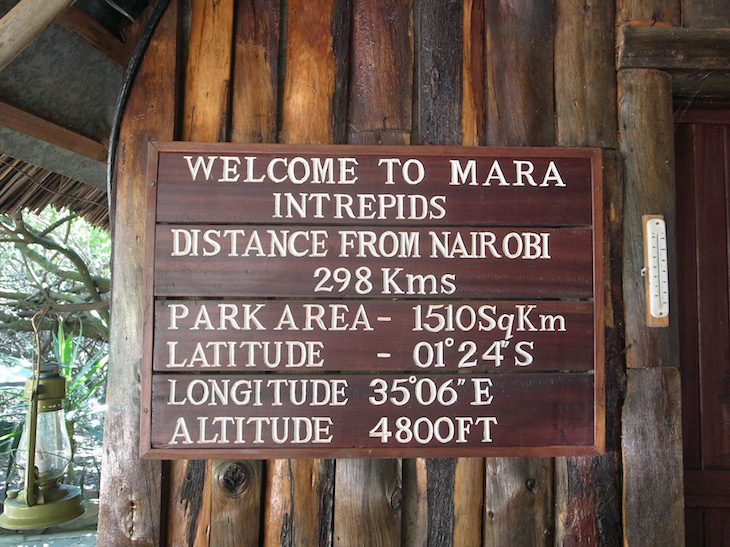 WELCOME TO MARA
INTREPIDS
DISTANCE FROM NAIROBI
298 Kms
PARK AREA - 1510SqKm
LATITUDE - 01°24"S
LONGITUDE 35°06"E
ALTITUDE 4800FT